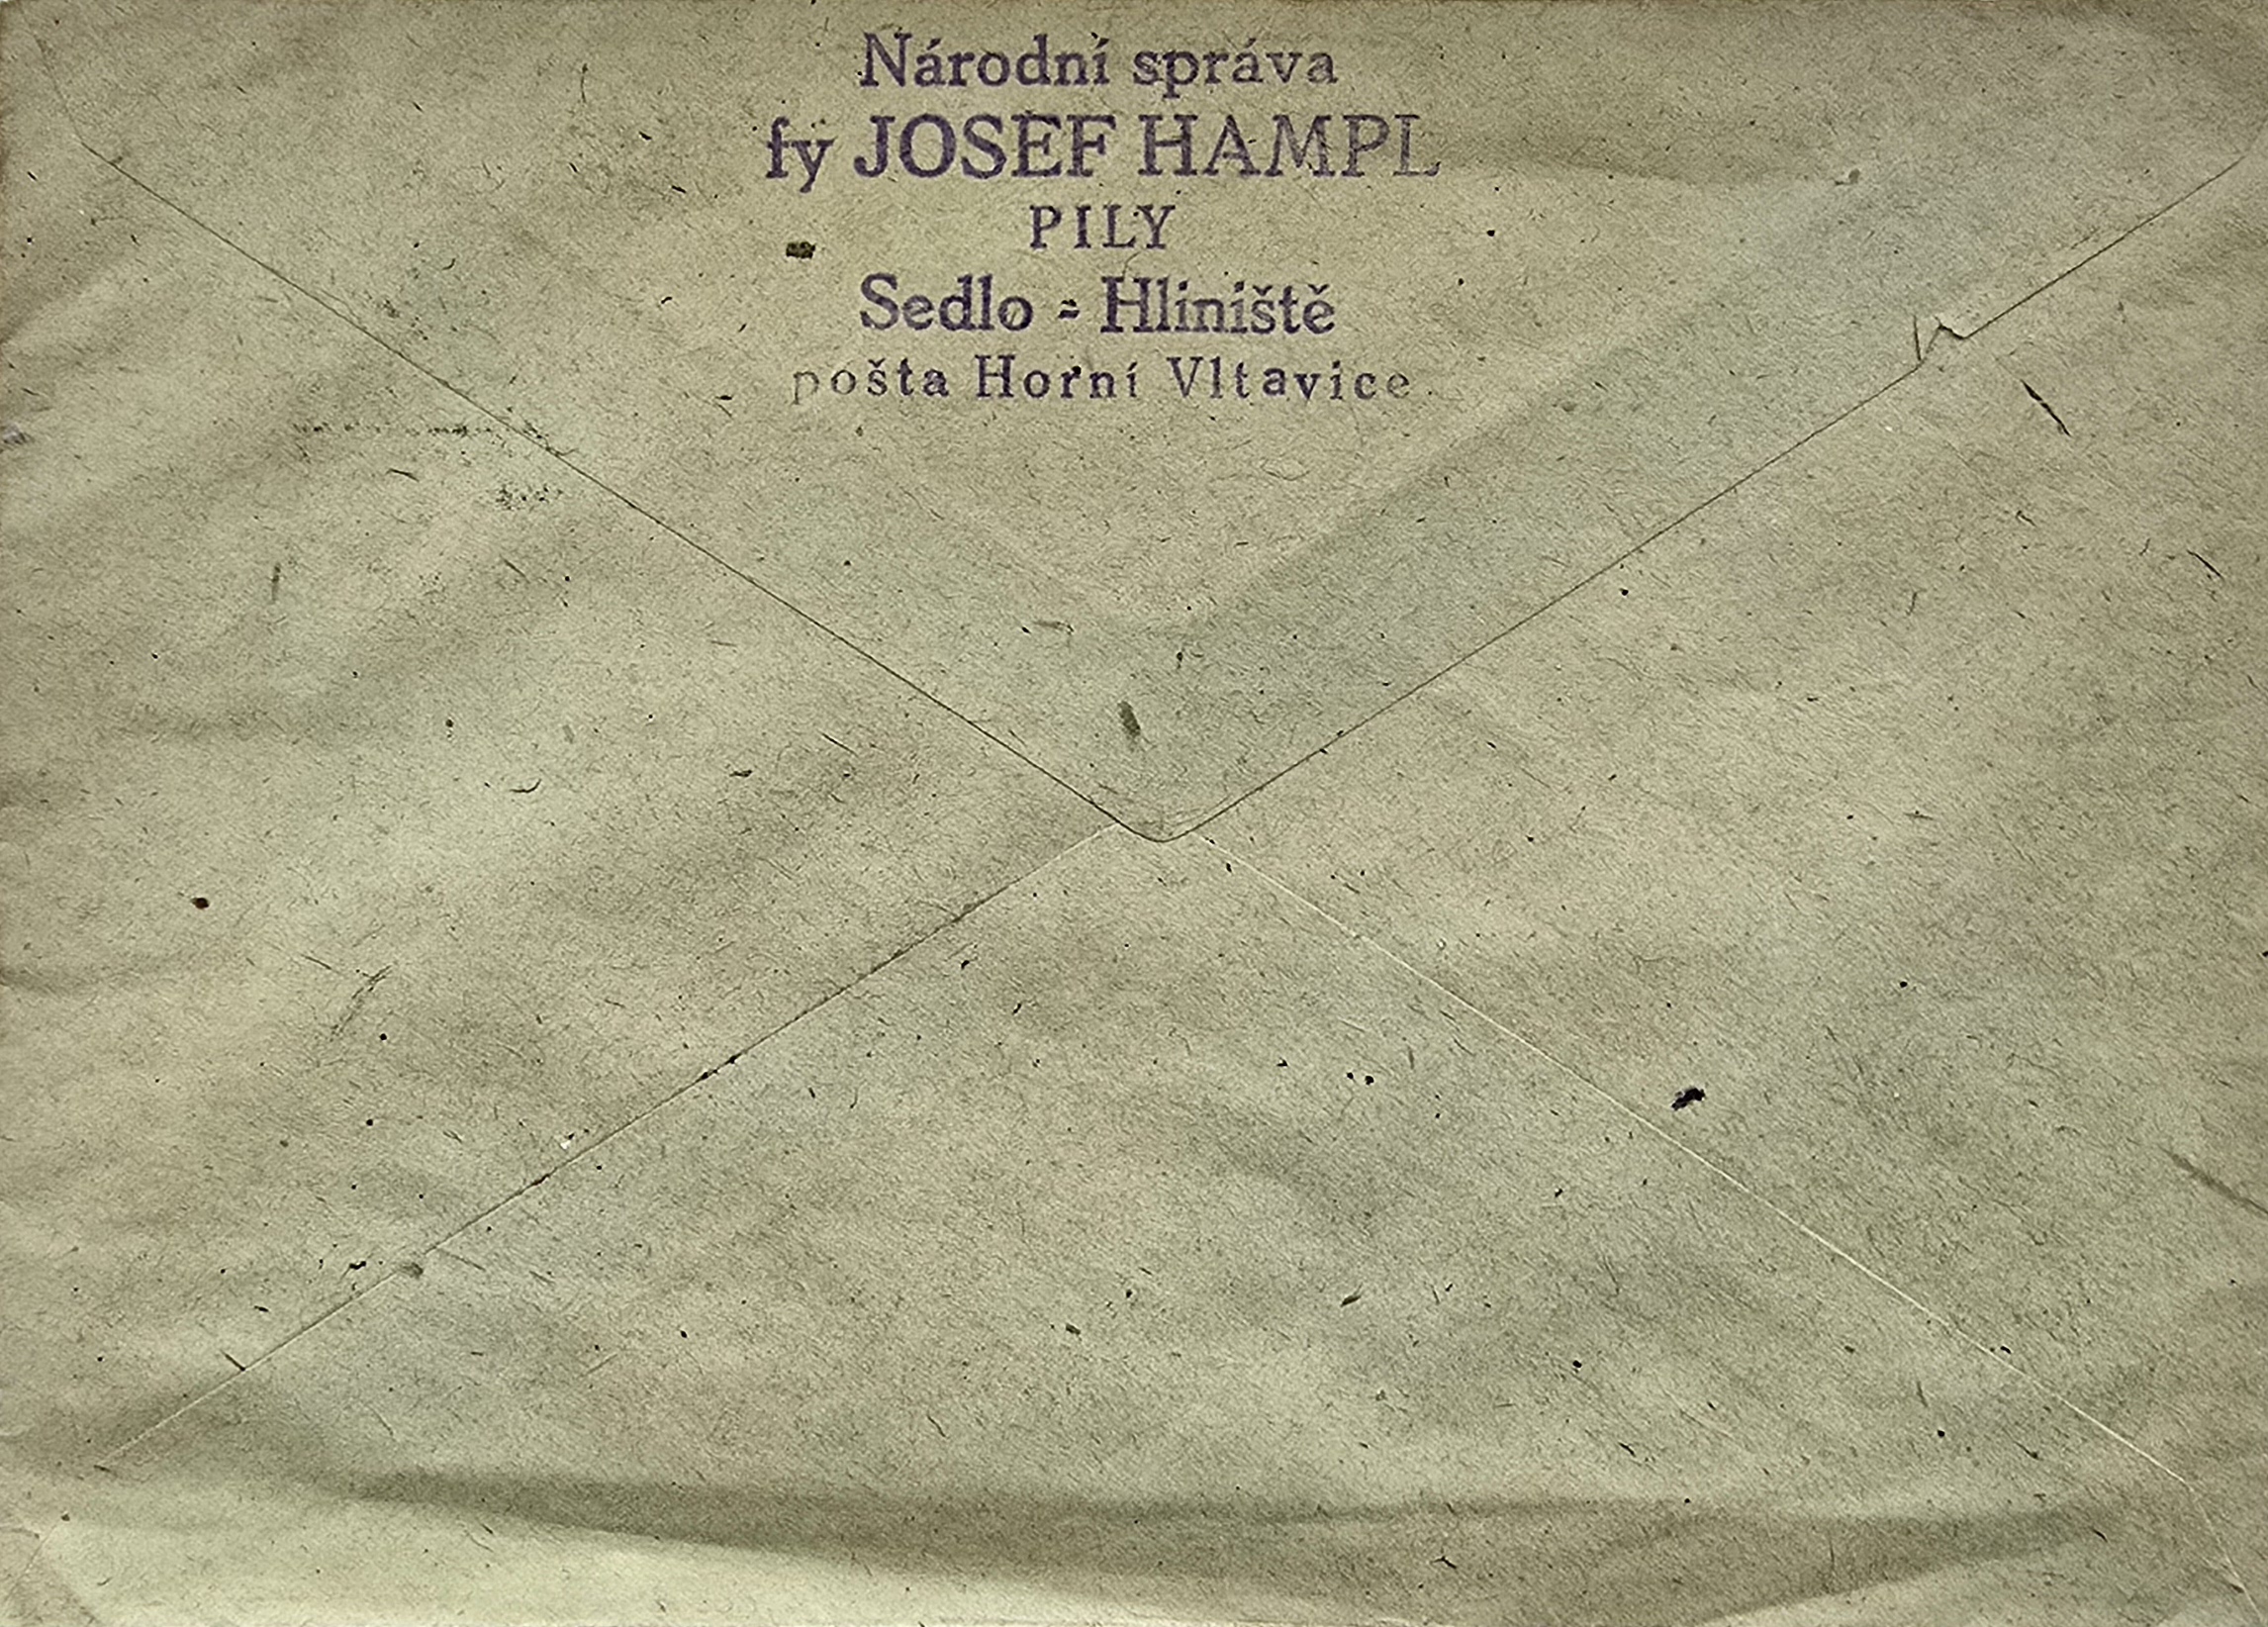 Národní správa
fy JOSEF HAMPL
PILY
Sedlo = Hliniště
pošta Horní Vltavice